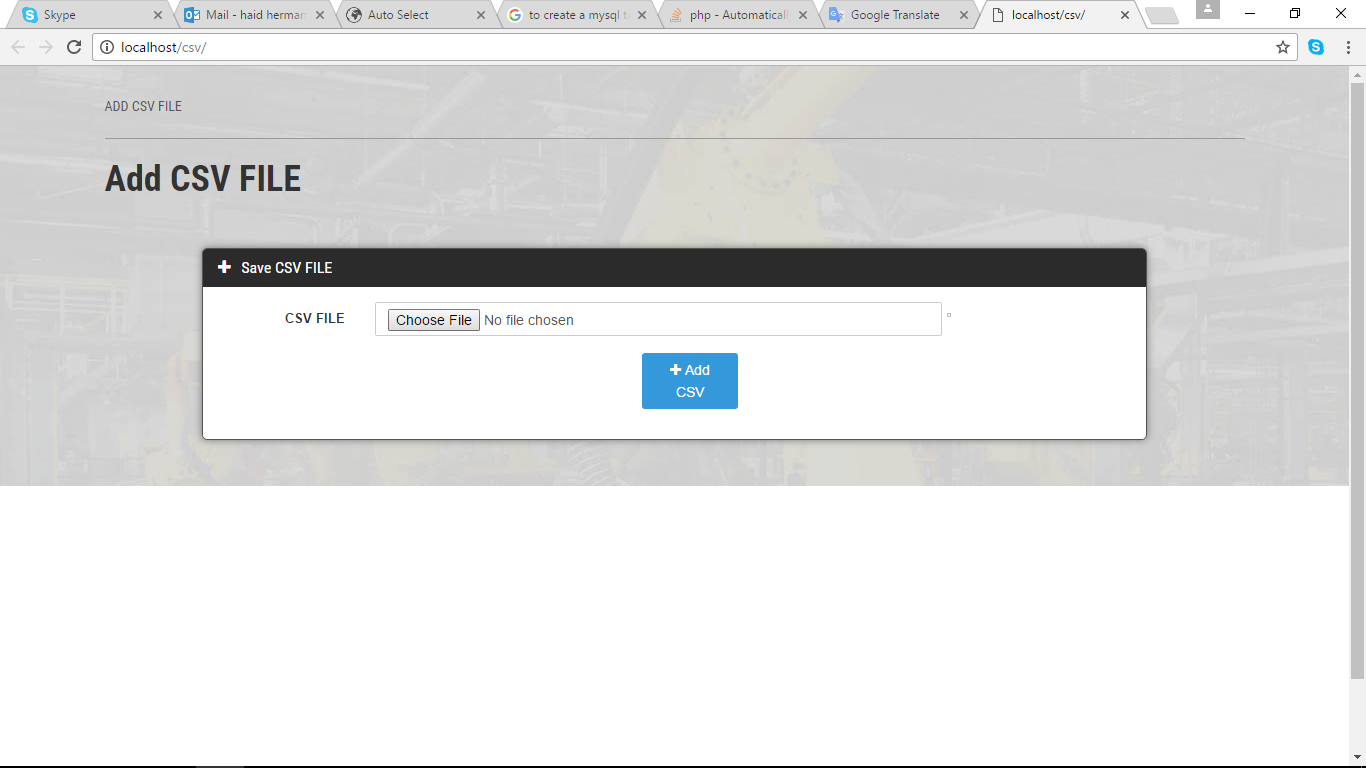 Skype
Mail - haid herman
Auto Select
to create a mysql t
php - Automaticall
Google Translate
localhost/csv/
localhost/csv/
ADD CSV FILE
Add CSV FILE
Save CSV FILE
CSV FILE
Choose File No file chosen
Add
CSV